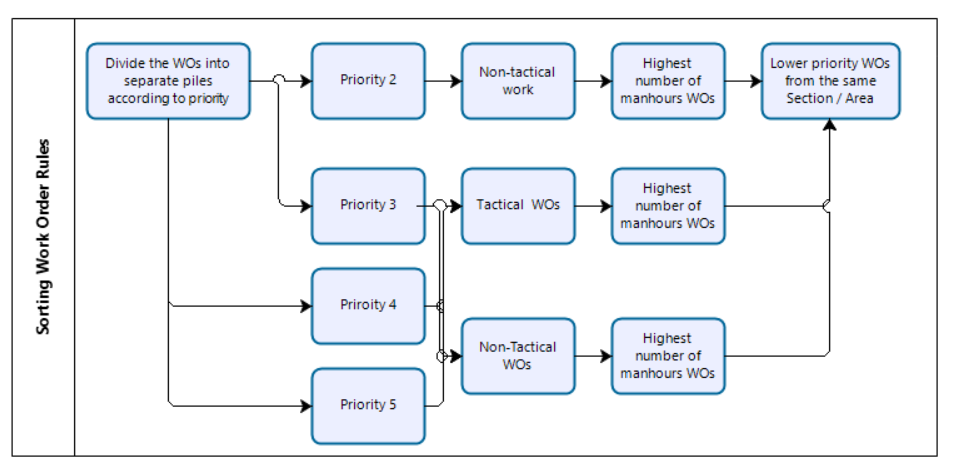 Sorting Work Order Rules
Divide the WOs into
separate piles
according to priority
Priority 2
Non-tactical
work
Highest
number of
manhours WOs
Lower priority WOs
from the same
Section / Area
Priority 3
Tactical  WOs
Highest
number of
manhours WOs
Priroity 4
Non-Tactical
WOs
Highest
number of
manhours WOs
Priority 5